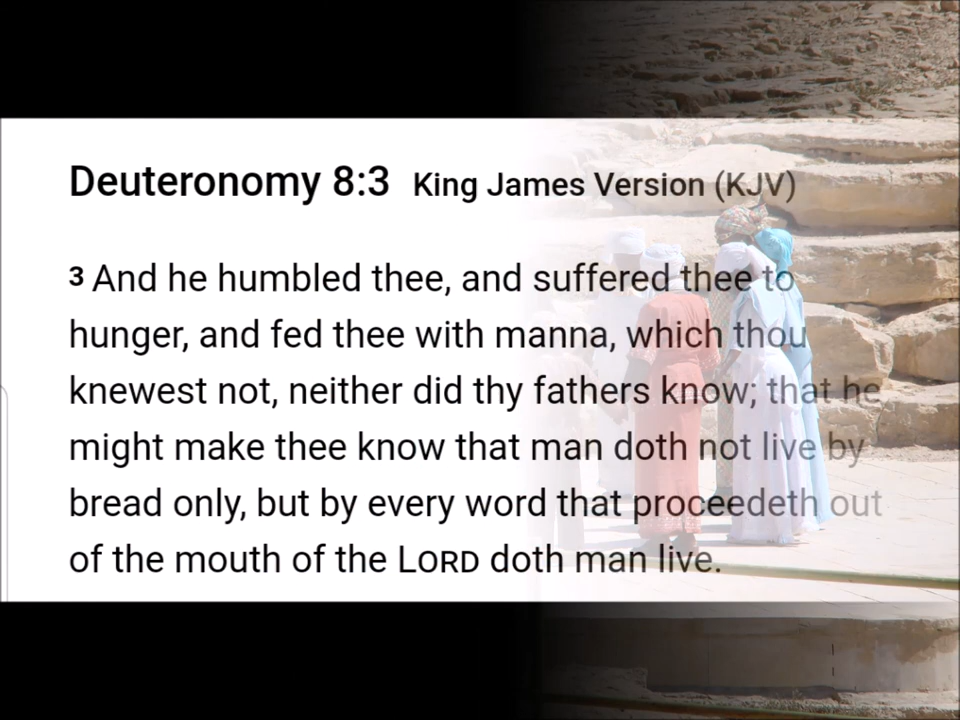 Deuteronomy 8:3 King James Version (KJV)
3 And he humbled thee, and suffered thee to
hunger, and fed thee with manna, which thou
knewest not, neither did thy fathers know; that he
might make thee know that man doth not live by
bread only, but by every word that proceedeth out
of the mouth of the LORD doth man live.